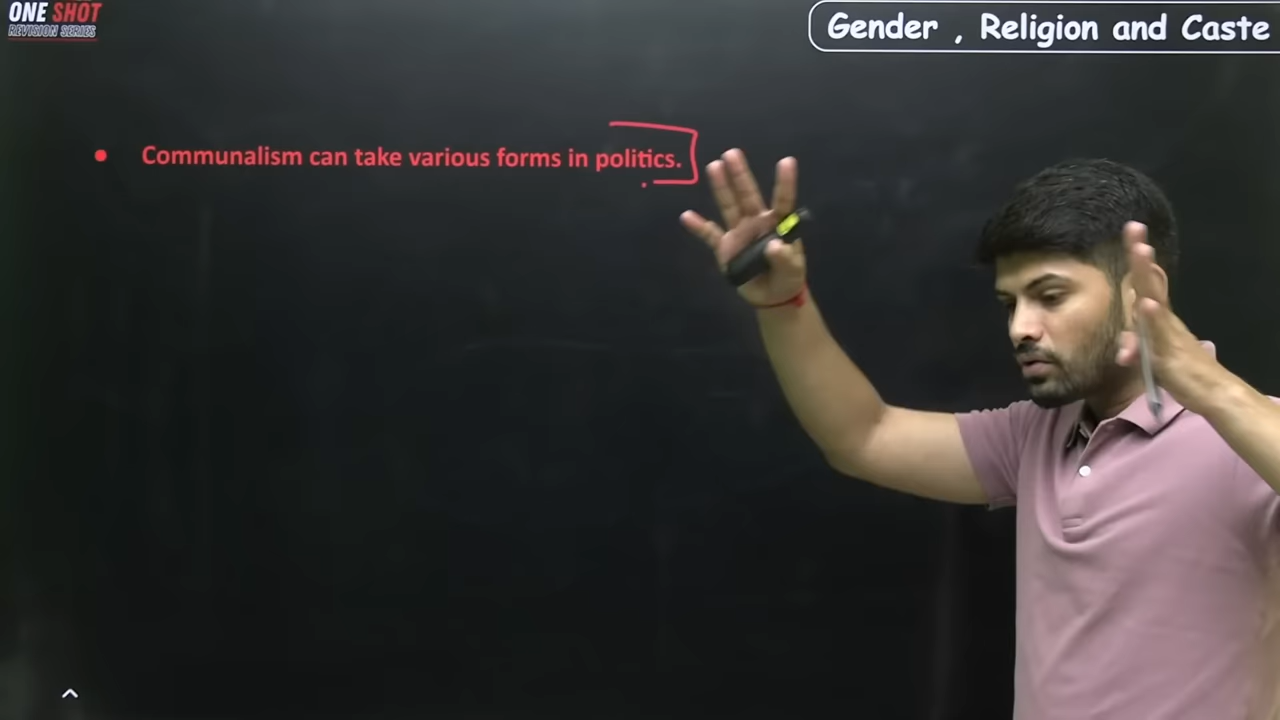 ONE SHOT
REVISION SERIES
Gender , Religion and Caste
• Communalism can take various forms in politics.